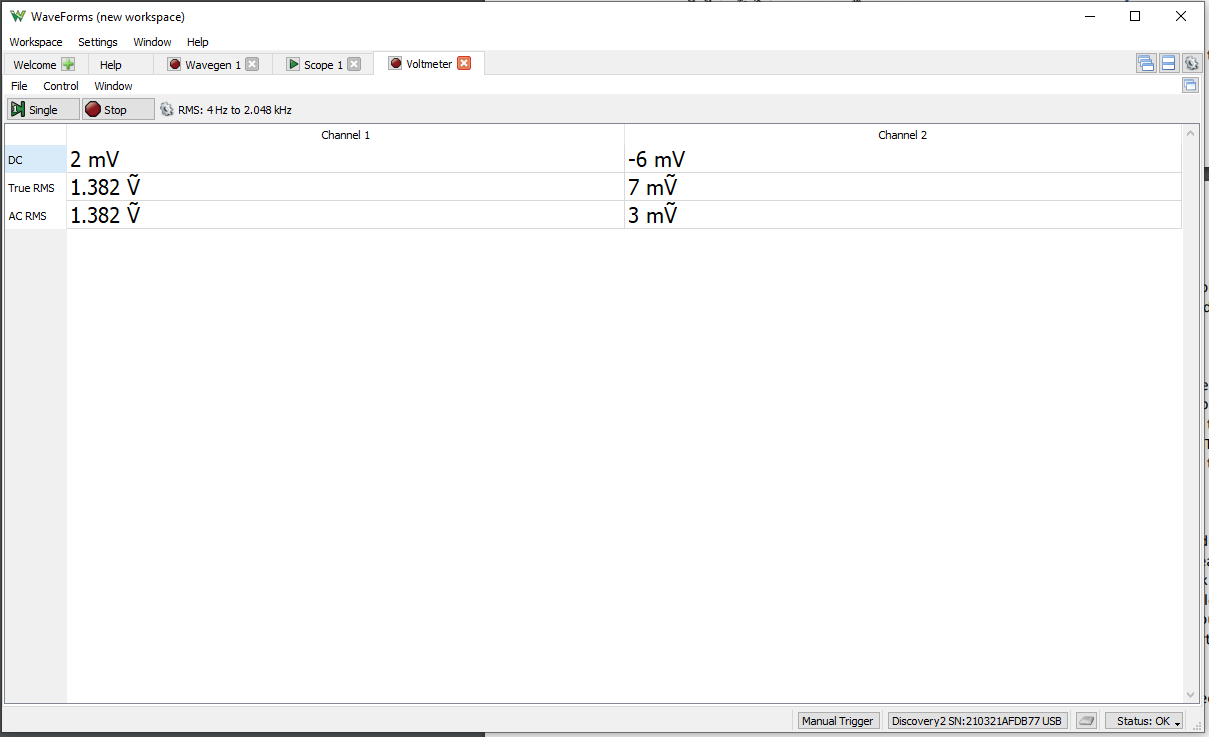 WaveForms (new workspace)
Workspace Settings Window Help
Welcome Help Wavegen 1 Scope 1 Voltmeter
File Control Window
Single Stop RMS: 4 Hz to 2.048 kHz
Channel 1 Channel 2
DC 2 mV -6 mV
True RMS 1.382 Ṽ 7 mṼ
AC RMS 1.382 Ṽ 3 mṼ
Manual Trigger Discovery2 SN:210321AFDB77 USB Status: OK